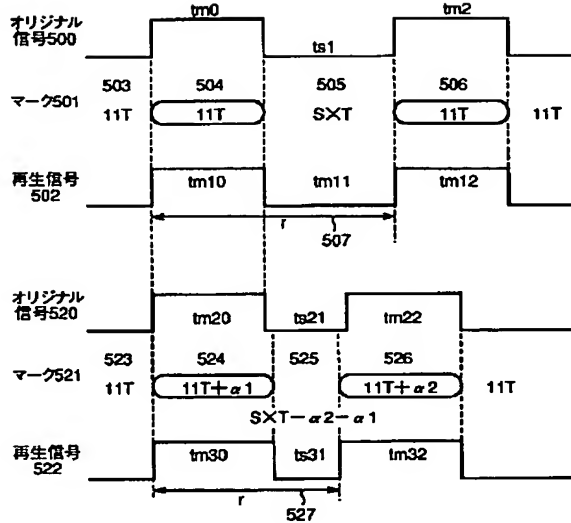 オリジナル
信号500
tm0
ts1
tm2
マーク501
503
504
505
506
11T
11T
S×T
11T
11T
再生信号
502
tm10
tm11
tm12
r
507
オリジナル
信号520
tm20
ts21
tm22
マーク521
523
524
525
526
11T
11T+α1
11T+α2
11T
S×T-α2-α1
再生信号
522
tm30
ts31
tm32
r
527